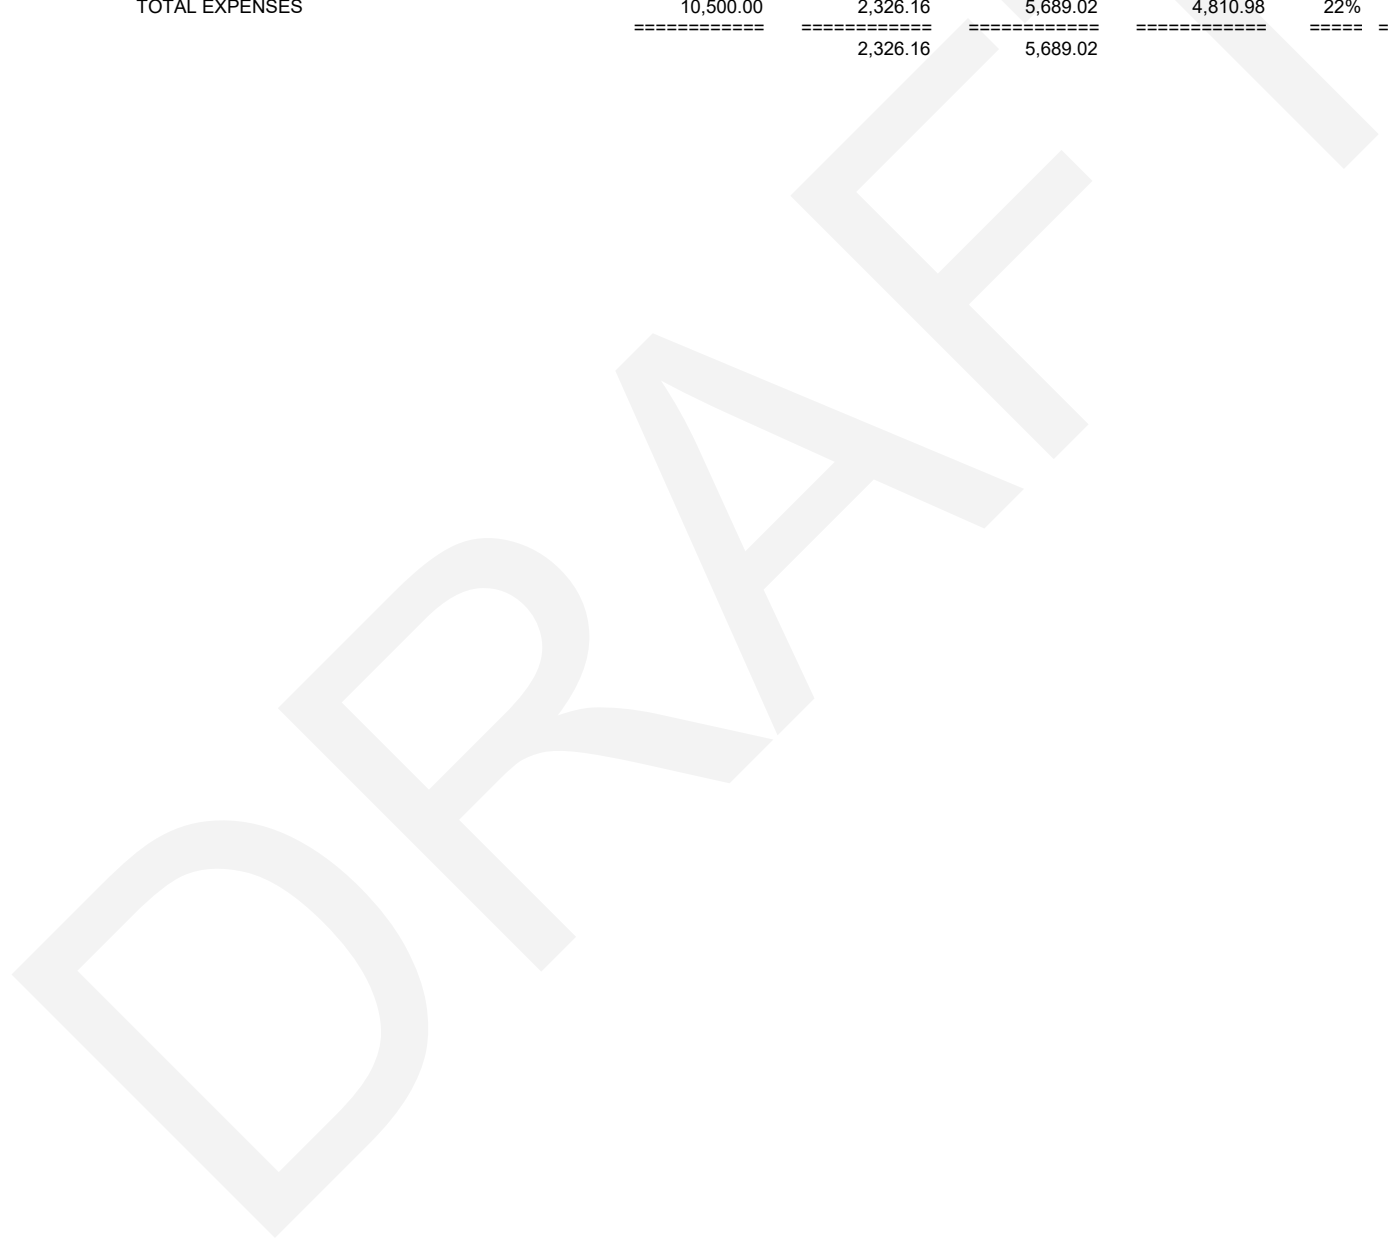 TOTAL EXPENSES 10,500.00 2,326.16 5,689.02 4,810.98 22%
============ ============ ============ ============ ===== =
2,326.16 5,689.02
DRAFT